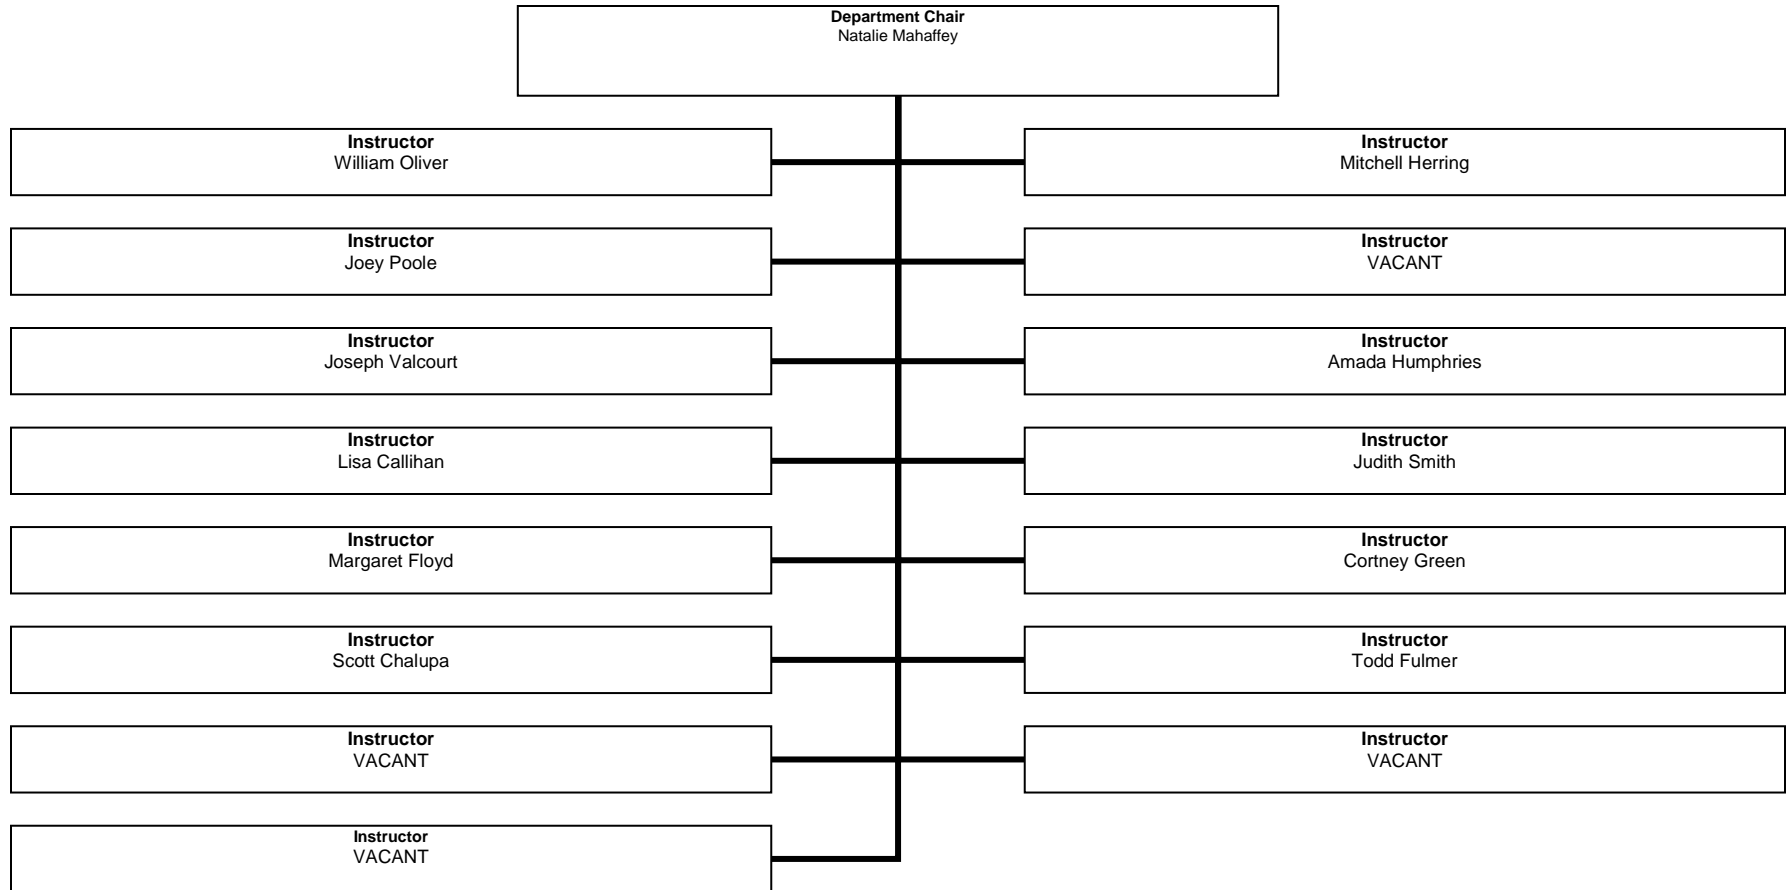 Department Chair
Natalie Mahaffey
Instructor
William Oliver
Instructor
Mitchell Herring
Instructor
Joey Poole
Instructor
VACANT
Instructor
Joseph Valcourt
Instructor
Amada Humphries
Instructor
Lisa Callihan
Instructor
Judith Smith
Instructor
Margaret Floyd
Instructor
Cortney Green
Instructor
Scott Chalupa
Instructor
Todd Fulmer
Instructor
VACANT
Instructor
VACANT
Instructor
VACANT